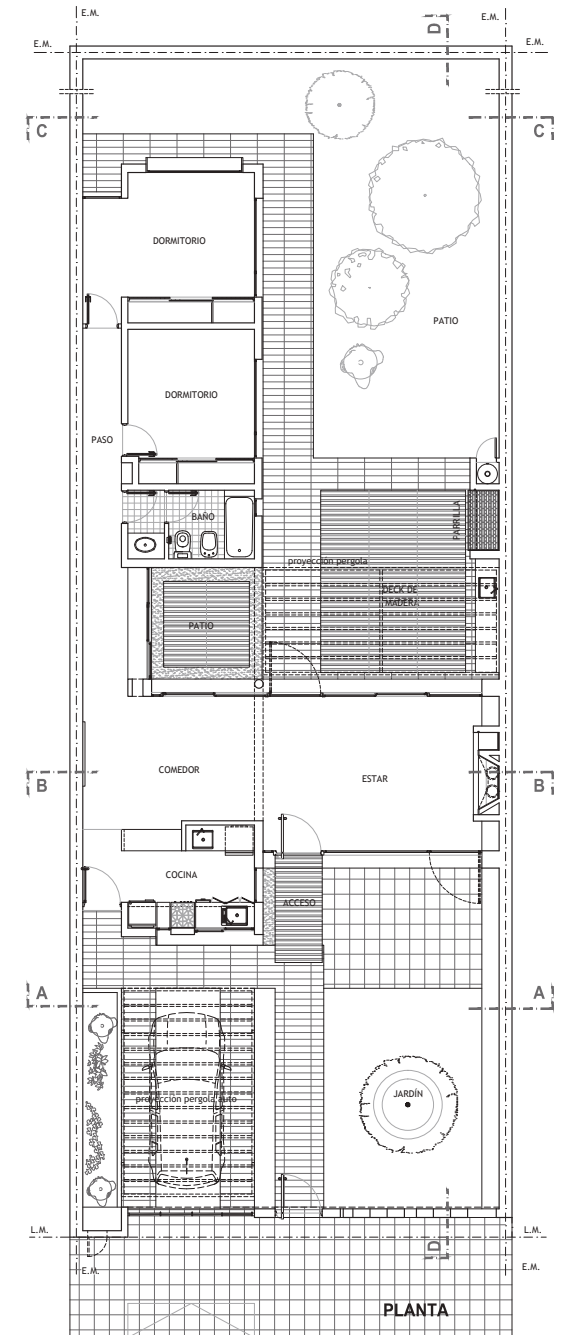 E.M.
E.M.
E.M.
E.M.
D
C
C
DORMITORIO
PATIO
DORMITORIO
PASO
BAÑO
PARRILLA
proyección pergola
DECK DE
MADERA
PATIO
COMEDOR
ESTAR
B
B
COCINA
ACCESO
A
A
JARDÍN
proyección pergola auto
L.M.
L.M.
D
E.M.
E.M.
PLANTA